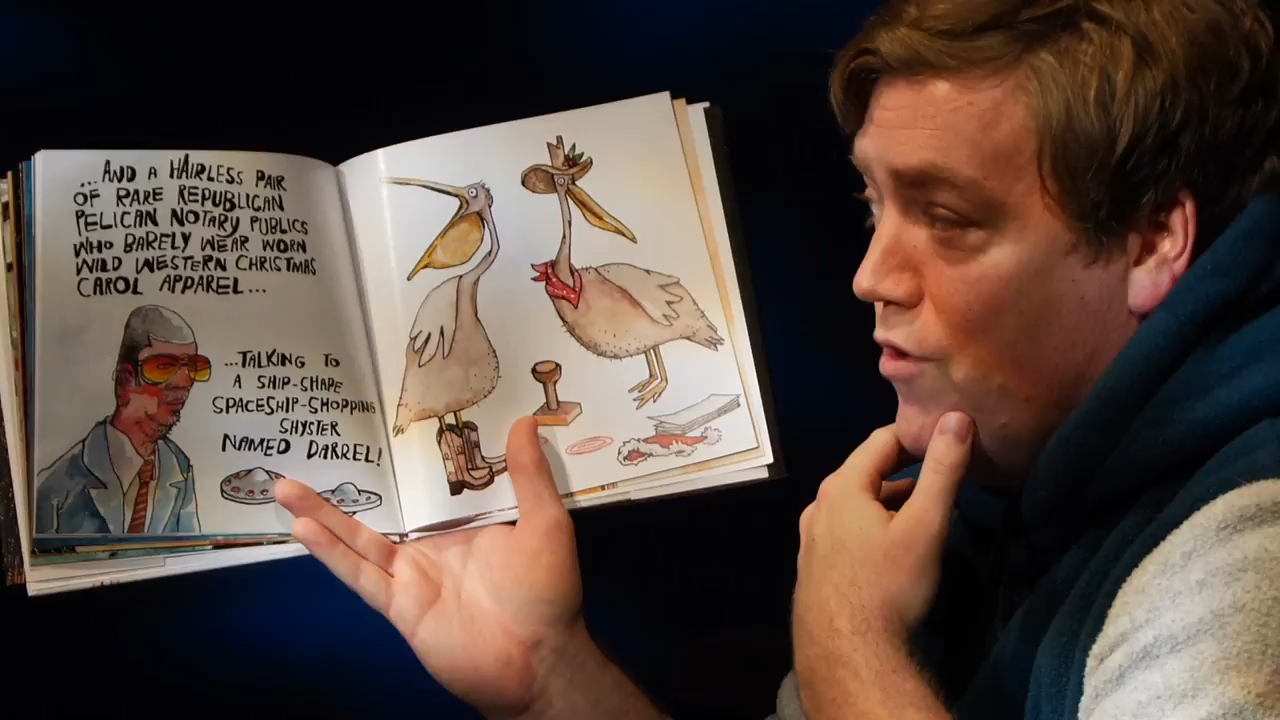 ...AND A HAIRLESS PAIR
OF RARE REPUBLICAN
PELICAN NOTARY PUBLICS
WHO BARELY WEAR WORN
WILD WESTERN CHRISTMAS
CAROL APPAREL...
...TALKING TO
A SHIP-SHAPE
SPACESHIP-SHOPPING
SHYSTER
NAMED DARREL!